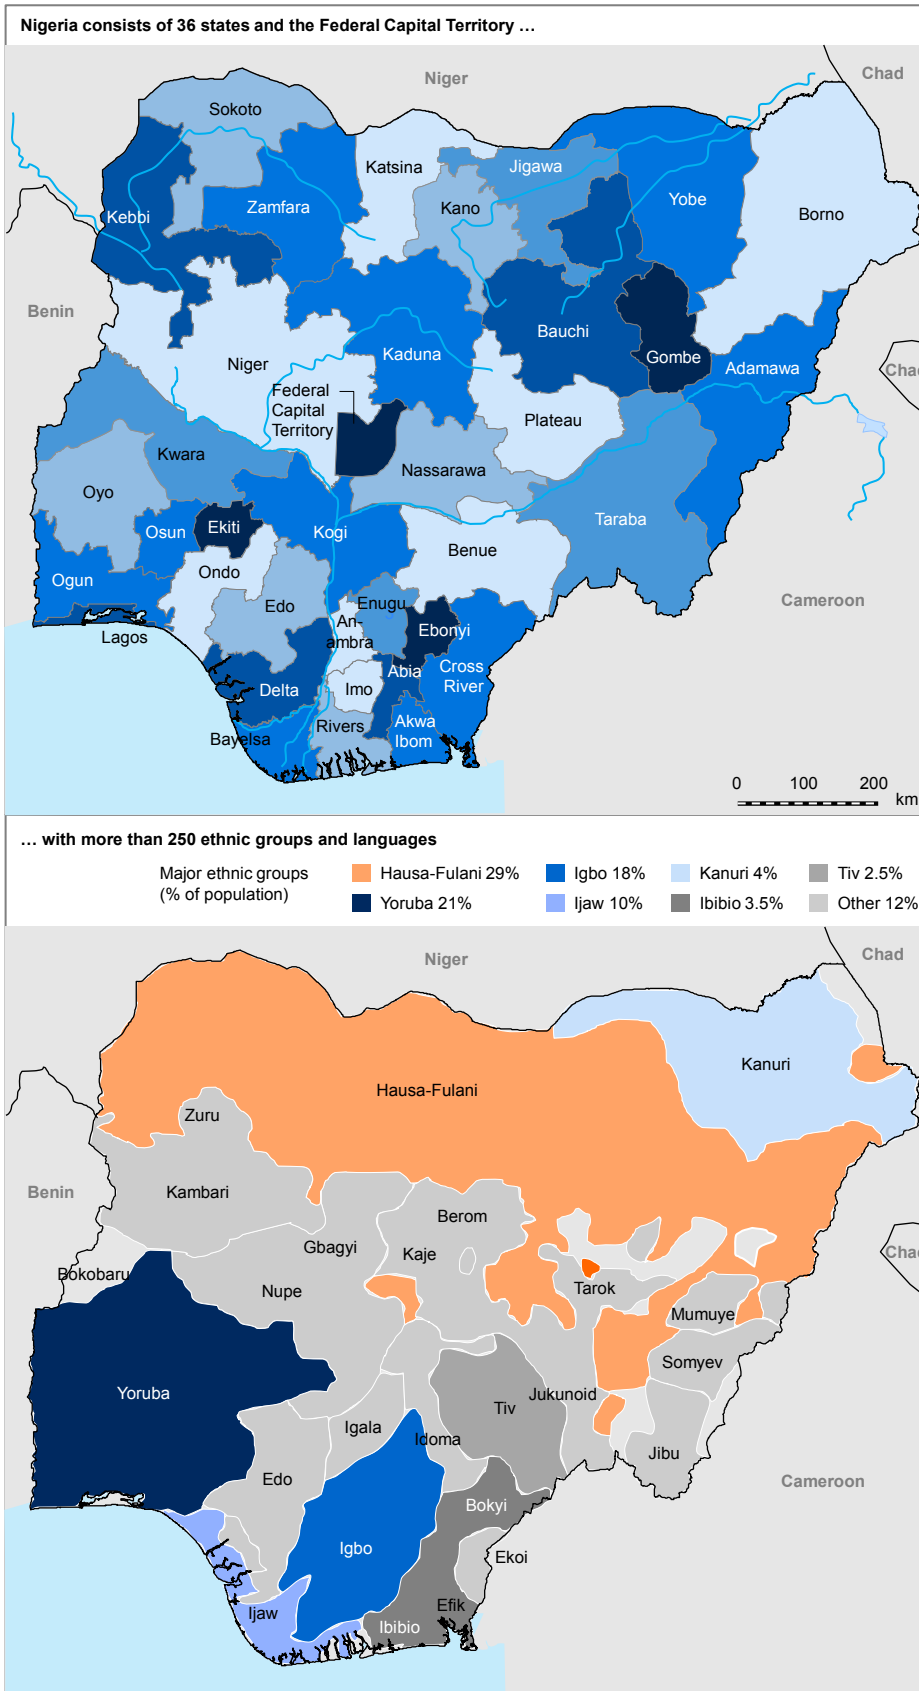 Nigeria consists of 36 states and the Federal Capital Territory ...
Niger
Chad
Sokoto
Katsina
Jigawa
Kebbi
Zamfara
Kano
Yobe
Borno
Benin
Bauchi
Kaduna
Gombe
Adamawa
Chad
Niger
Federal
Capital
Territory
Plateau
Kwara
Nassarawa
Oyo
Taraba
Osun
Ekiti
Kogi
Benue
Ogun
Ondo
Edo
Enugu
An-
ambra
Ebonyi
Cameroon
Lagos
Abia
Cross
River
Delta
Imo
Bayelsa
Rivers
Akwa
Ibom
0 100 200
km
... with more than 250 ethnic groups and languages
Major ethnic groups
(% of population)
Hausa-Fulani 29%
Igbo 18%
Kanuri 4%
Tiv 2.5%
Yoruba 21%
Ijaw 10%
Ibibio 3.5%
Other 12%
Niger
Chad
Kanuri
Hausa-Fulani
Zuru
Benin
Kambari
Berom
Gbagyi
Kaje
Chad
Bokobaru
Nupe
Tarok
Mumuye
Somyev
Yoruba
Jukunoid
Tiv
Igala
Idoma
Jibu
Edo
Cameroon
Bokyi
Igbo
Ekoi
Ijaw
Efik
Ibibio